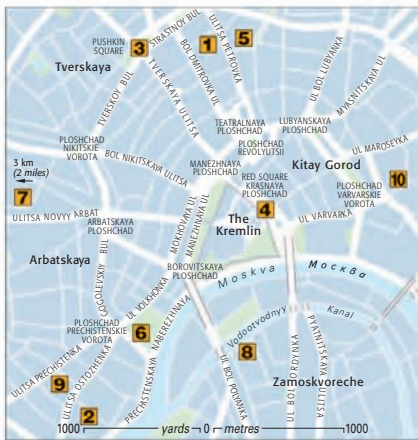 STRASTNOY BUL
ULITSA PETROVKA
PUSHKIN
SQUARE
3
1
5
BOL DMITROVKA UL
Tverskaya
TVERSKOY BUL
TVERSKAYA ULITSA
UL BOL LUBYANKA
MYASNITSKAYA UL
TEATRALNAYA
PLOSHCHAD
LUBYANSKAYA
PLOSHCHAD
PLOSHCHAD
NIKITSKIE
VOROTA
BOL NIKITSKAYA ULITSA
PLOSHCHAD
REVOLYUTSII
UL MAROSEYKA
MANEZHNAYA
PLOSHCHAD
Kitay Gorod
3 km
(2 miles)
7
RED SQUARE
KRASNAYA
PLOSHCHAD
4
PLOSHCHAD
VARVARSKIE
VOROTA
10
ULITSA NOVYY ARBAT
ARBATSKAYA
PLOSHCHAD
MOKHOVAYA UL
MANEZHNAYA UL
The
Kremlin
UL VARVARKA
Arbatskaya
GOGOLEVSKIY BUL
BOROVITSKAYA
PLOSHCHAD
Moskva
Москва
UL VOLKHONKA
PLOSHCHAD
PRECHISTENSKIE
VOROTA
6
PRECHISTENSKAYA NABEREZHNAYA
Vodootvodnyy
Kanal
8
ULITSA PRECHISTENKA
9
ULITSA OSTOZHENKA
2
UL BOL POLYANKA
UL BOL ORDYNKA
PYATNITSKAYA
ULITSA
Zamoskvoreche
1000 yards 0 metres 1000